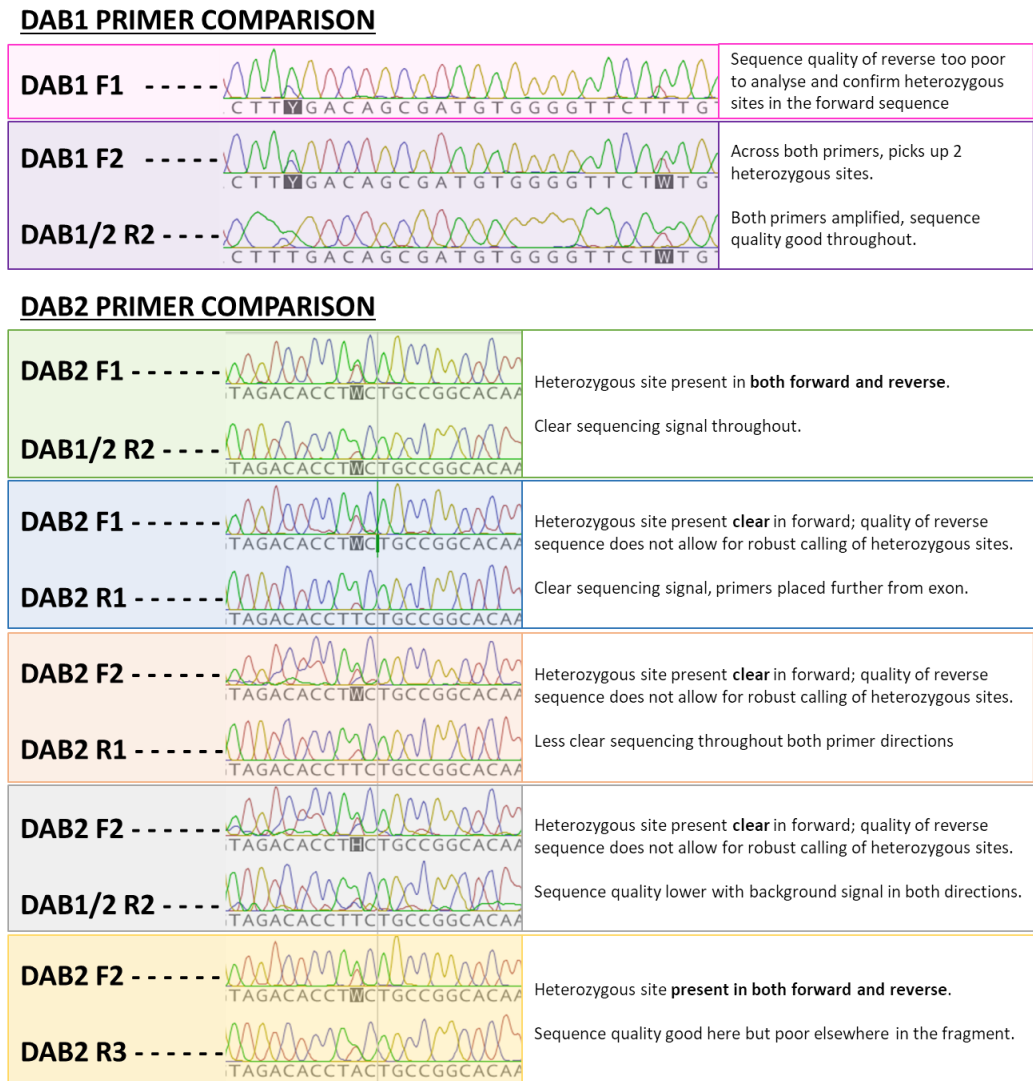 DAB1 PRIMER COMPARISON
DAB1 F1 - - - - -
CTTYGACAGCGATGTGGGGTTCTTTG
Sequence quality of reverse too poor
to analyse and confirm heterozygous
sites in the forward sequence
DAB1 F2 - - - - -
CTTYGACAGCGATGTGGGGTTCTWTG
DAB1/2 R2 - - - -
CTTTGACAGCGATGTGGGGTTCTWTG
Across both primers, picks up 2
heterozygous sites.
Both primers amplified, sequence
quality good throughout.
DAB2 PRIMER COMPARISON
DAB2 F1 - - - - - -
TAGACACCTWCTGCCGGCACAA
DAB1/2 R2 - - - -
TAGACACCTWCTGCCGGCACAA
Heterozygous site present in both forward and reverse.
Clear sequencing signal throughout.
DAB2 F1 - - - - - -
TAGACACCTWCTGCCGGCACAA
DAB2 R1 - - - - - -
TAGACACCTTCTGCCGGCACAA
Heterozygous site present clear in forward; quality of reverse
sequence does not allow for robust calling of heterozygous sites.
Clear sequencing signal, primers placed further from exon.
DAB2 F2 - - - - - -
TAGACACCTWCTGCCGGCACAA
DAB2 R1 - - - - - -
TAGACACCTTCTGCCGGCACAA
Heterozygous site present clear in forward; quality of reverse
sequence does not allow for robust calling of heterozygous sites.
Less clear sequencing throughout both primer directions
DAB2 F2 - - - - - -
TAGACACCTHCTGCCGGCACAA
DAB1/2 R2 - - - -
TAGACACCTTCTGCCGGCACAA
Heterozygous site present clear in forward; quality of reverse
sequence does not allow for robust calling of heterozygous sites.
Sequence quality lower with background signal in both directions.
DAB2 F2 - - - - - -
TAGACACCTWCTGCCGGCACAA
DAB2 R3 - - - - - -
TAGACACCTACTGCCGGCACAA
Heterozygous site present in both forward and reverse.
Sequence quality good here but poor elsewhere in the fragment.